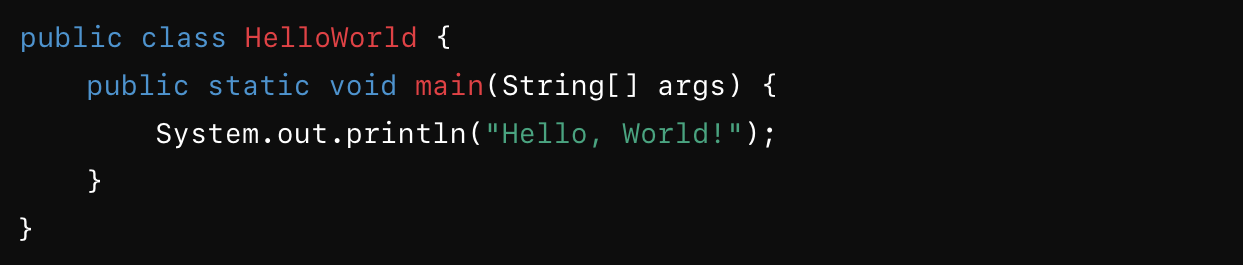 public class HelloWorld {
    public static void main(String[] args) {
        System.out.println("Hello, World!");
    }
}